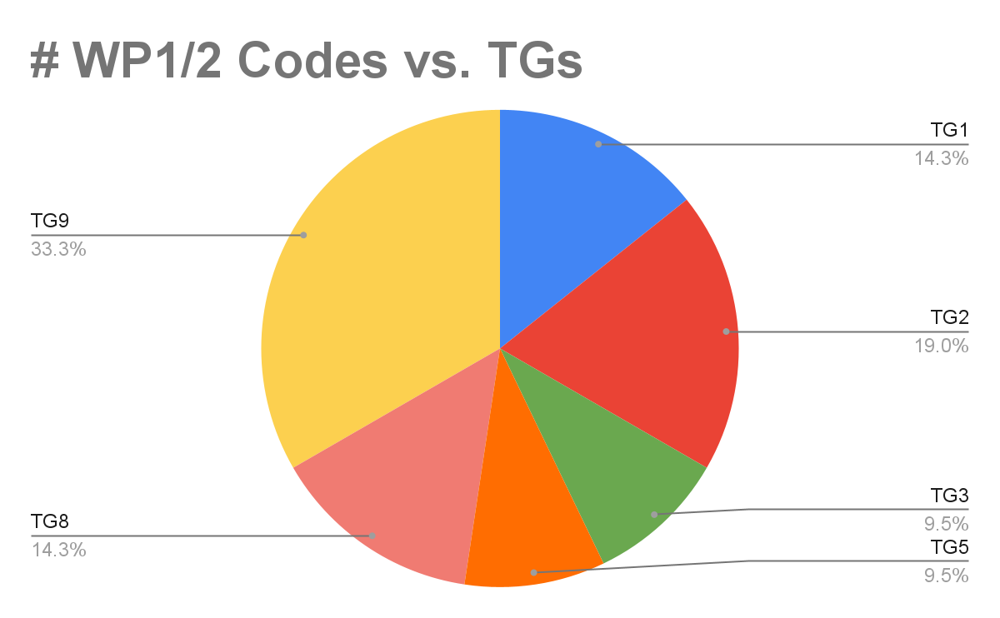 # WP1/2 Codes vs. TGs
TG1
14.3%
TG9
33.3%
TG2
19.0%
TG3
9.5%
TG8
14.3%
TG5
9.5%